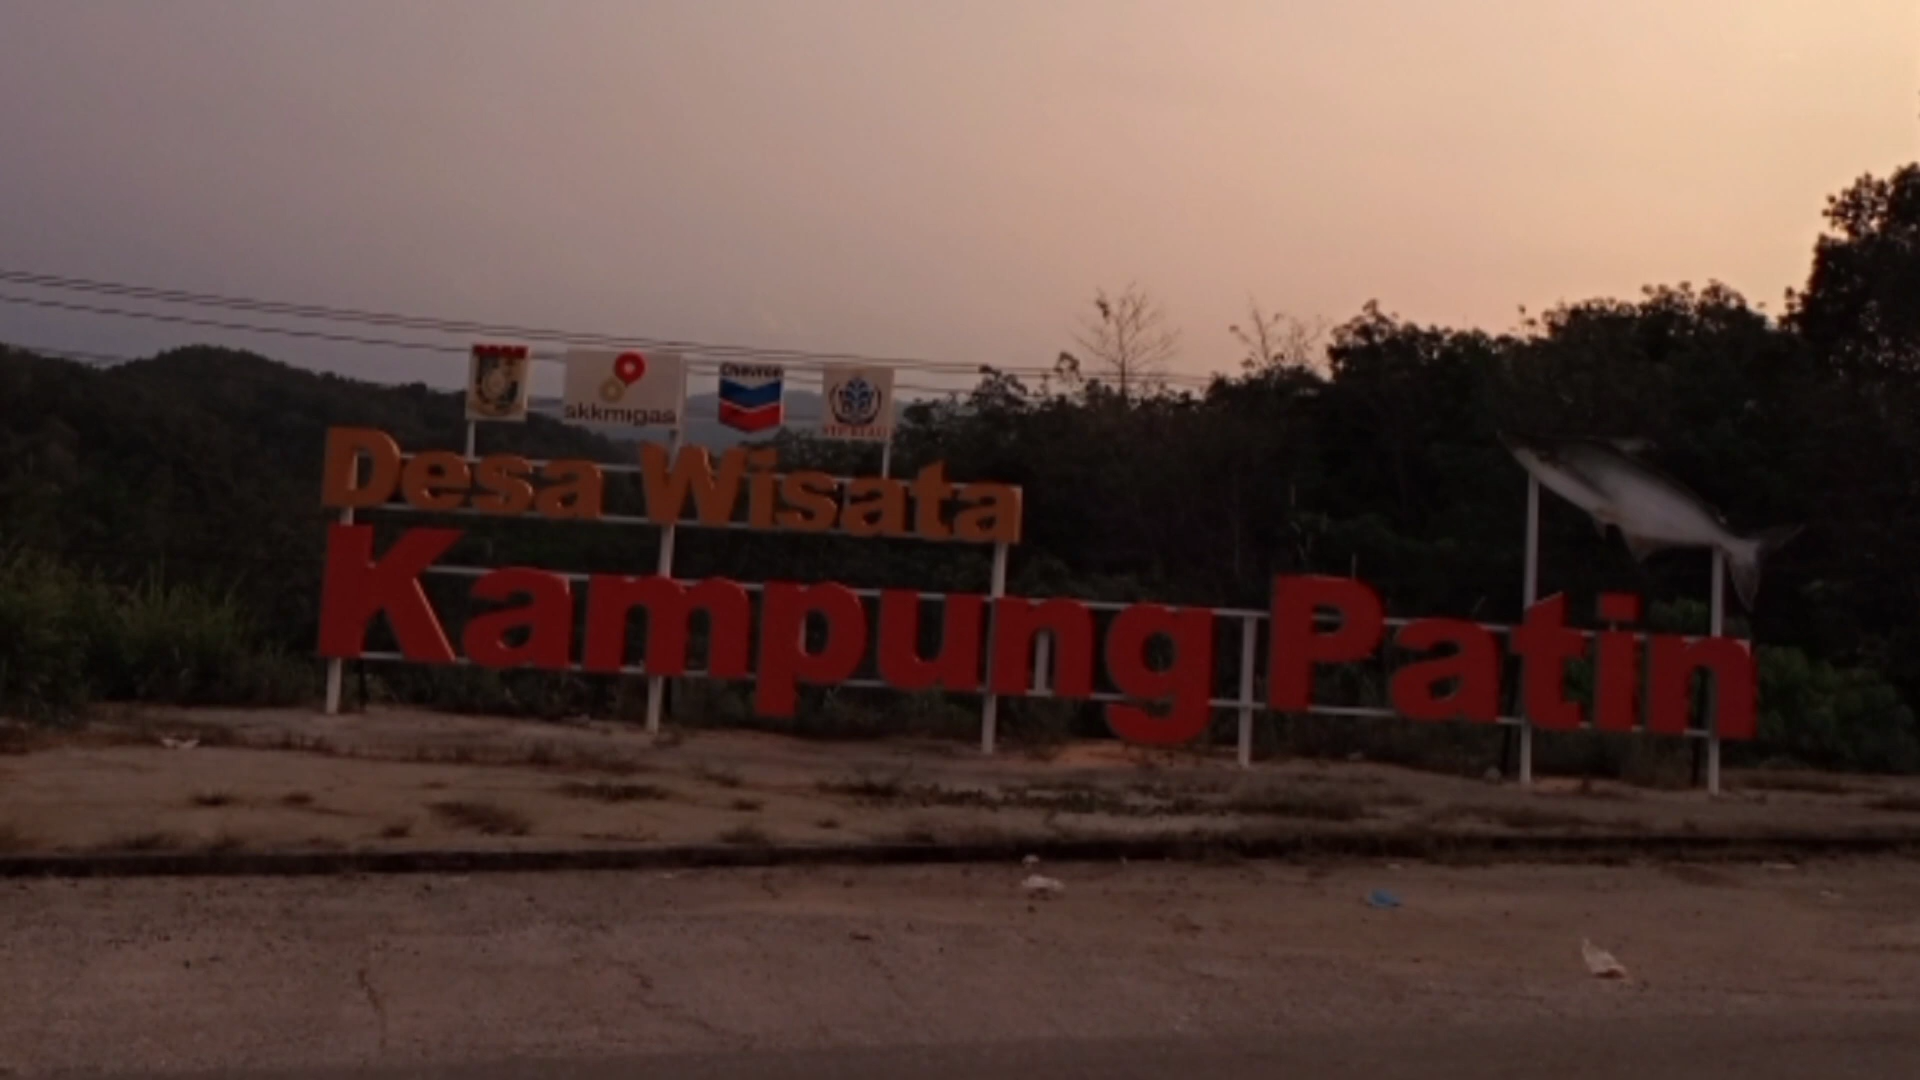 skkmigas
Chevron
Desa Wisata
Kampung Patin